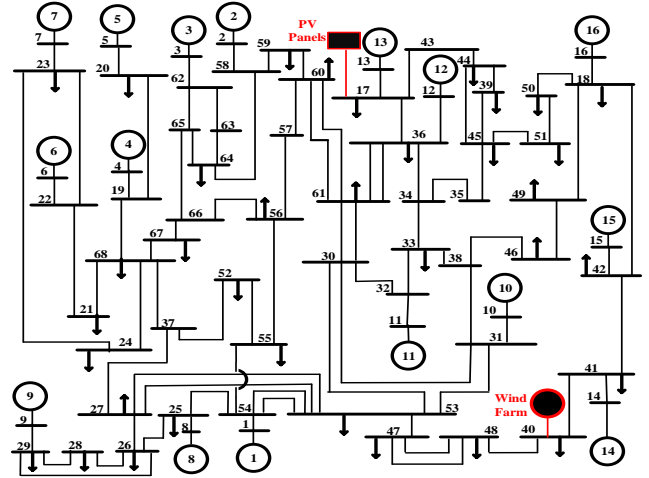 7 5 3 2 PV Panels 13 12 16
7 5 3 2 59 13 43 12 16
23 20 62 58 60 17 44 39 50 18
65 63 57 36 45 51
6 4 64
6 4 61 34 35 49
22 19 66 56
67 33 15
68 52 30 38 46 15
32 10 42
21 37 10
24 55 11 31
11
41
9 27 25 54 53 Wind Farm 14
9 8 1 47 48 40
29 28 26 8 1 14